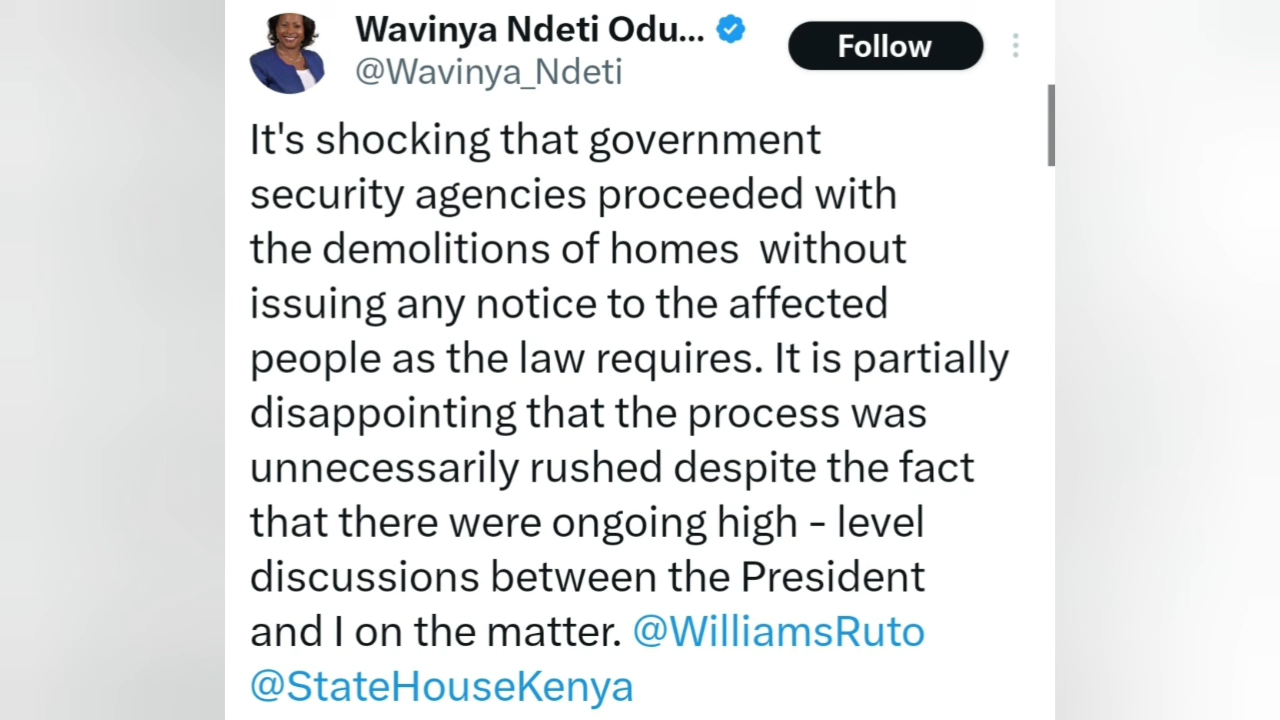 Wavinya Ndeti Odu...
@Wavinya_Ndeti
Follow
It's shocking that government
security agencies proceeded with
the demolitions of homes  without
issuing any notice to the affected
people as the law requires. It is partially
disappointing that the process was
unnecessarily rushed despite the fact
that there were ongoing high - level
discussions between the President
and I on the matter. @WilliamsRuto
@StateHouseKenya